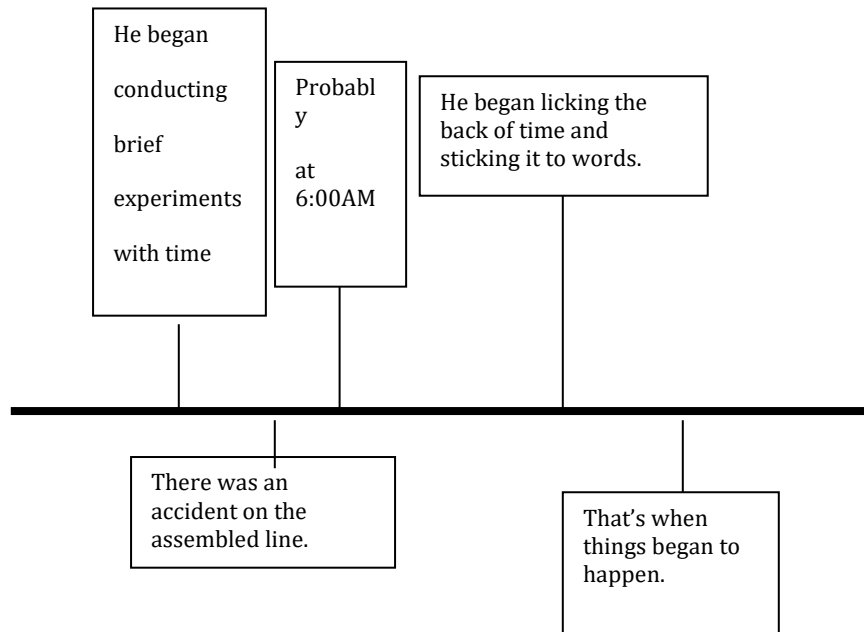 He began
conducting
brief
experiments
with time
Probabl
y
at
6:00AM
He began licking the
back of time and
sticking it to words.
There was an
accident on the
assembled line.
That’s when
things began to
happen.